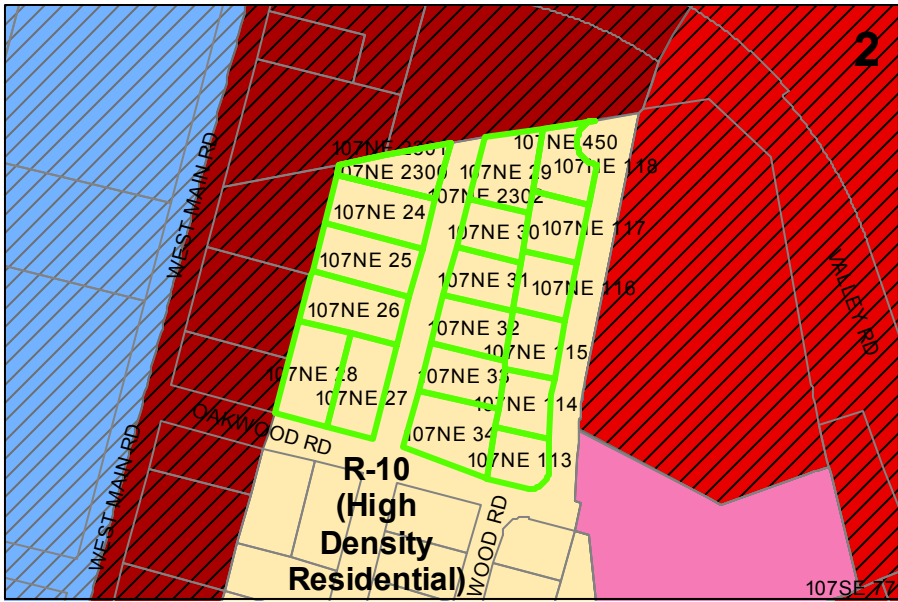 2
107NE 2301
107NE 450
107NE 2300
107NE 29
107NE 118
107NE 2302
107NE 24
107NE 30
107NE 117
107NE 25
107NE 31
107NE 116
107NE 26
107NE 32
107NE 115
107NE 28
107NE 33
107NE 27
107NE 114
107NE 34
107NE 113
WEST MAIN RD
VALLEY RD
OAKWOOD RD
WEST MAIN RD
R-10
(High
Density
Residential)
WOOD RD
107SE 77